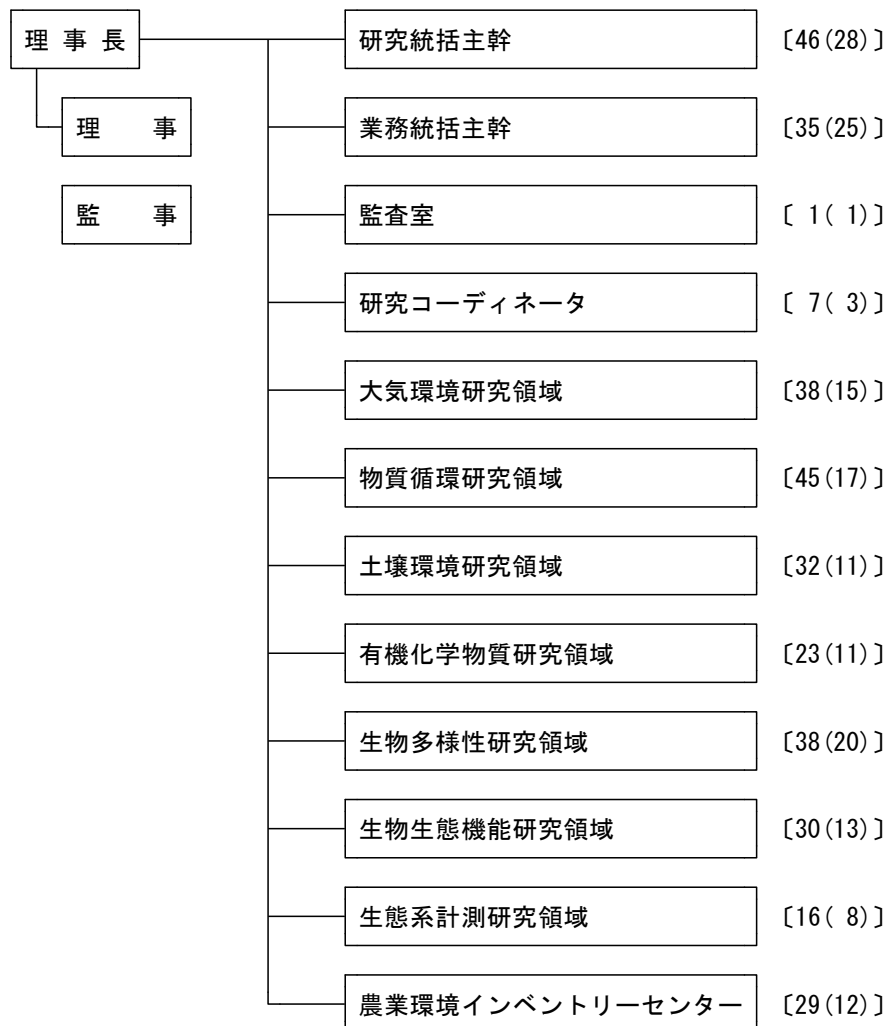 理 事 長 研究統括主幹 〔46(28)〕
理　　事 業務統括主幹 〔35(25)〕
監　　事 監査室 〔 1( 1)〕
研究コーディネータ 〔 7( 3)〕
大気環境研究領域 〔38(15)〕
物質循環研究領域 〔45(17)〕
土壌環境研究領域 〔32(11)〕
有機化学物質研究領域 〔23(11)〕
生物多様性研究領域 〔38(20)〕
生物生態機能研究領域 〔30(13)〕
生態系計測研究領域 〔16( 8)〕
農業環境インベントリーセンター 〔29(12)〕